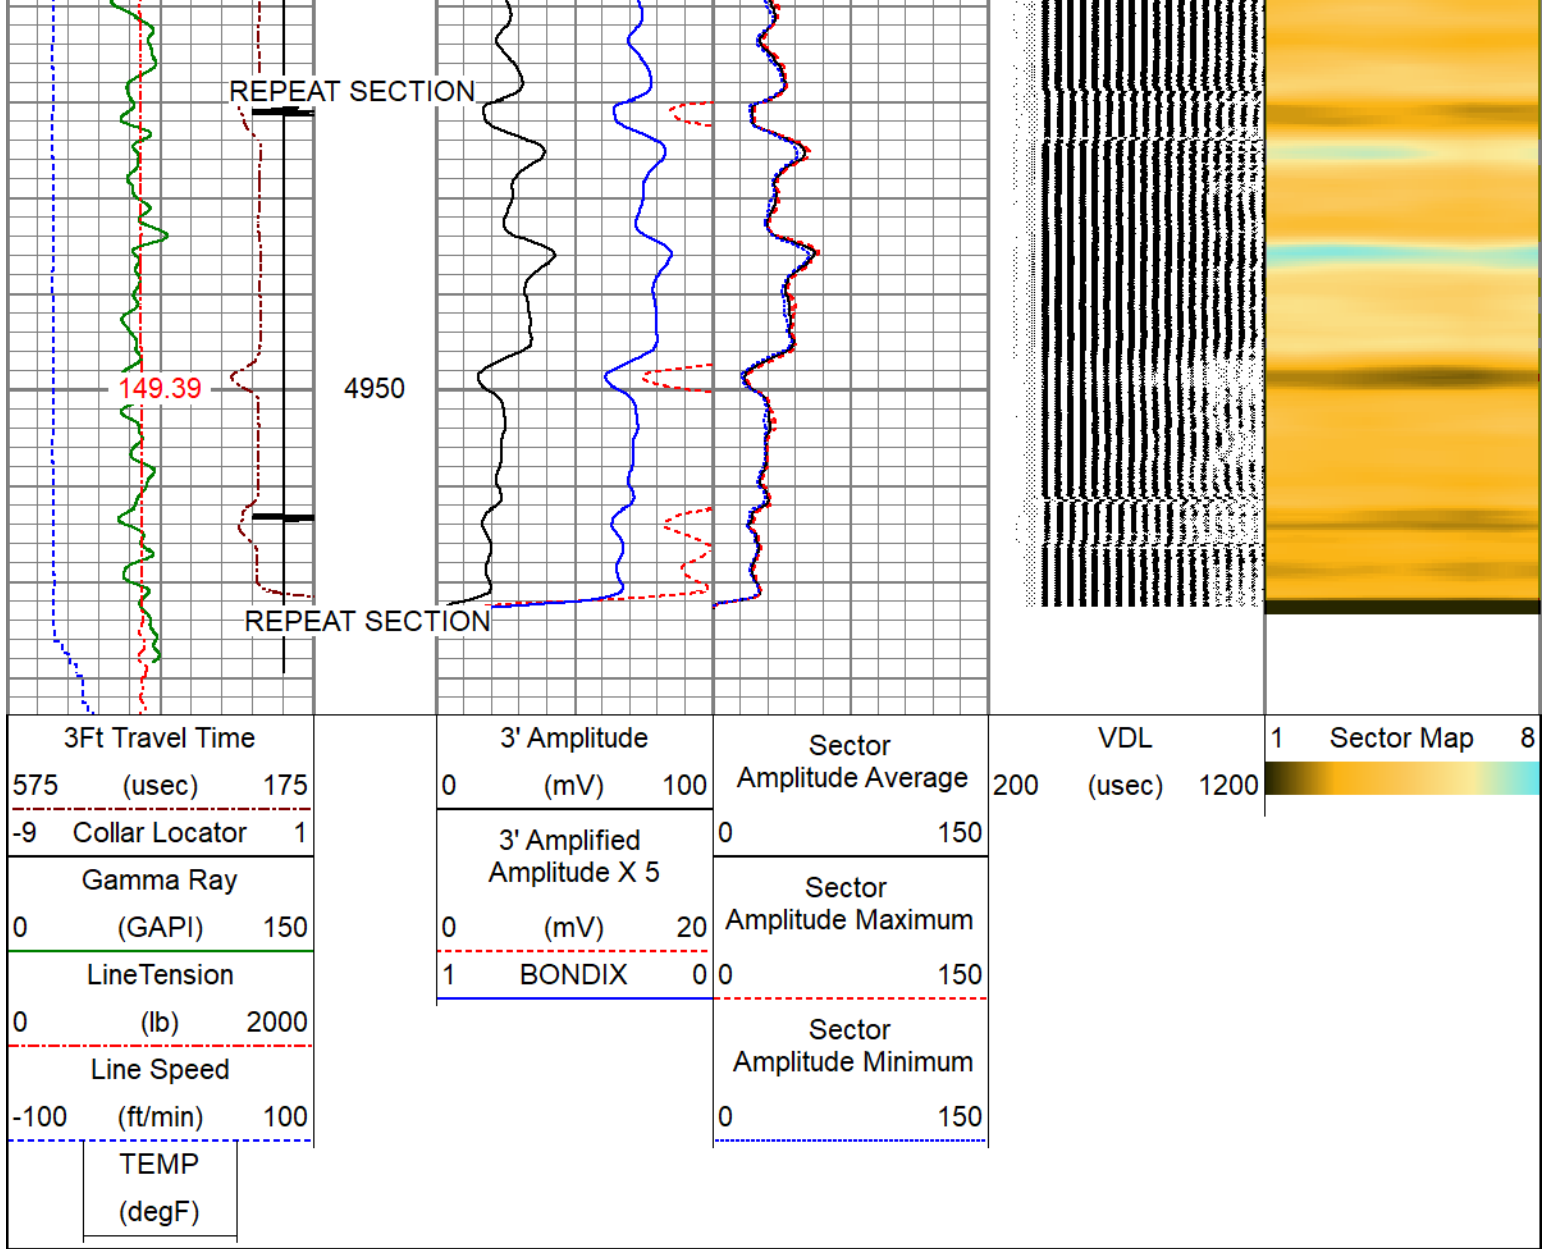 REPEAT SECTION
149.39
4950
REPEAT SECTION
3Ft Travel Time
575 (usec) 175
-9 Collar Locator 1
Gamma Ray
0 (GAPI) 150
LineTension
0 (lb) 2000
Line Speed
-100 (ft/min) 100
TEMP
(degF)
3' Amplitude
0 (mV) 100
3' Amplified
Amplitude X 5
0 (mV) 20
1 BONDIX 0
Sector
Amplitude Average
0 150
Sector
Amplitude Maximum
0 150
Sector
Amplitude Minimum
0 150
VDL
200 (usec) 1200
1 Sector Map 8